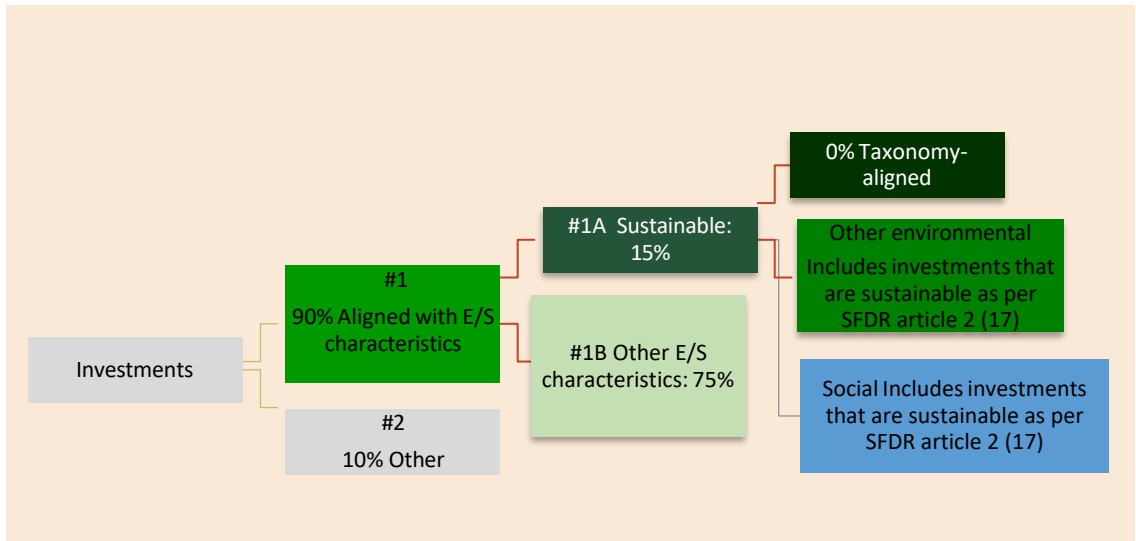 Investments
#1
90% Aligned with E/S
characteristics
#2
10% Other
#1A Sustainable:
15%
#1B Other E/S
characteristics: 75%
0% Taxonomy-
aligned
Other environmental
Includes investments that
are sustainable as per
SFDR article 2 (17)
Social Includes investments
that are sustainable as per
SFDR article 2 (17)